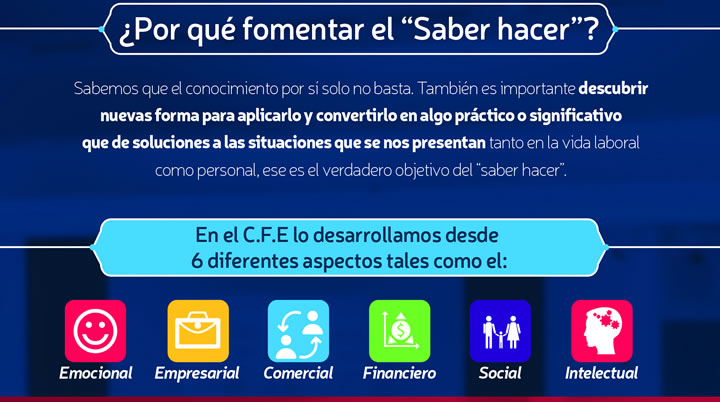 ¿Por qué fomentar el “Saber hacer”?
Sabemos que el conocimiento por sí solo no basta. También es importante descubrir
nuevas forma para aplicarlo y convertirlo en algo práctico o significativo
que de soluciones a las situaciones que se nos presentan tanto en la vida laboral
como personal, ese es el verdadero objetivo del “saber hacer”.
En el C.F.E lo desarrollamos desde
6 diferentes aspectos tales como el:
Emocional Empresarial Comercial Financiero Social Intelectual